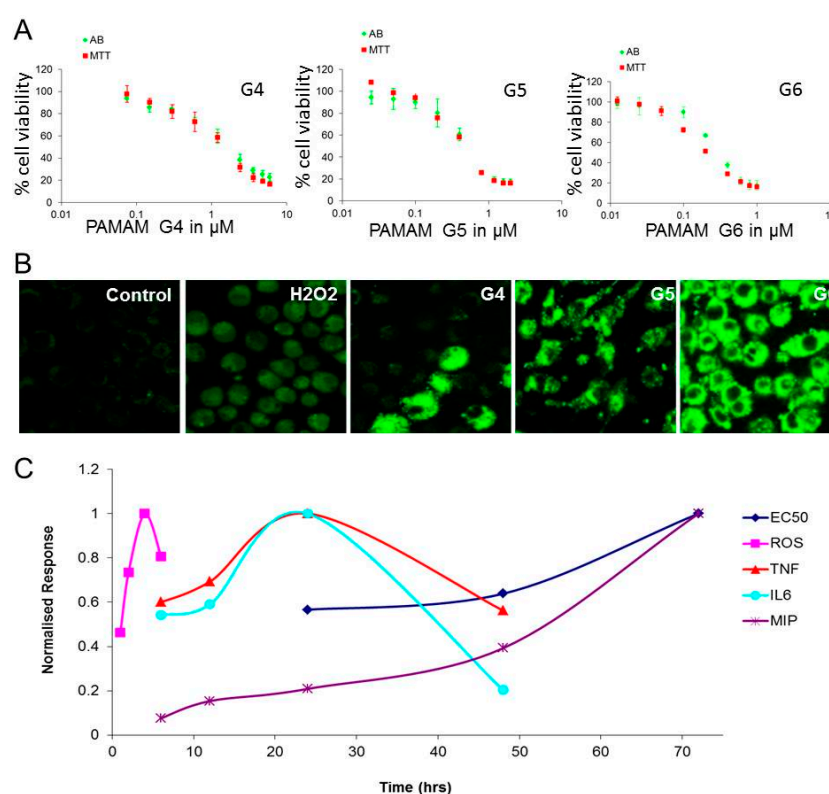 A
AB
MTT
G4
% cell viability
120
100
80
60
40
20
0
0.01
0.1
1
10
PAMAM G4 in µM
AB
MTT
G5
% cell viability
120
100
80
60
40
20
0
0.01
0.1
1
10
PAMAM G5 in µM
AB
MTT
G6
% cell viability
120
100
80
60
40
20
0
0.01
0.1
1
10
PAMAM G6 in µM
B
Control
H2O2
G4
G5
C
Normalised Response
1.2
1
0.8
0.6
0.4
0.2
0
0
10
20
30
40
50
60
70
Time (hrs)
EC50
ROS
TNF
IL6
MIP